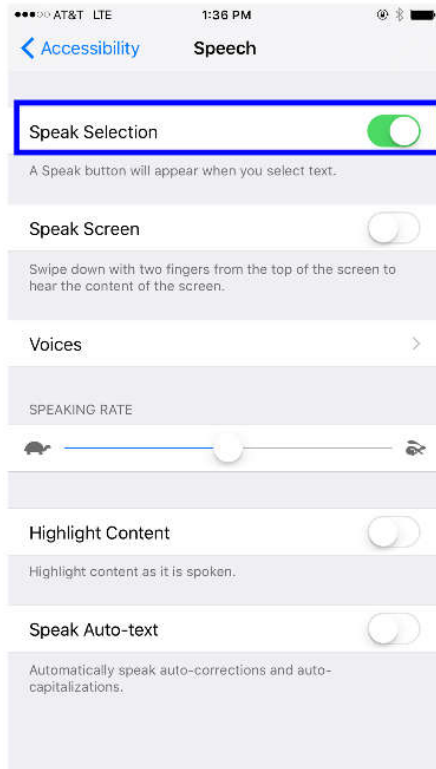 AT&T LTE 1:36 PM
Accessibility Speech
Speak Selection
A Speak button will appear when you select text.
Speak Screen
Swipe down with two fingers from the top of the screen to
hear the content of the screen.
Voices
SPEAKING RATE
Highlight Content
Highlight content as it is spoken.
Speak Auto-text
Automatically speak auto-corrections and auto-
capitalizations.